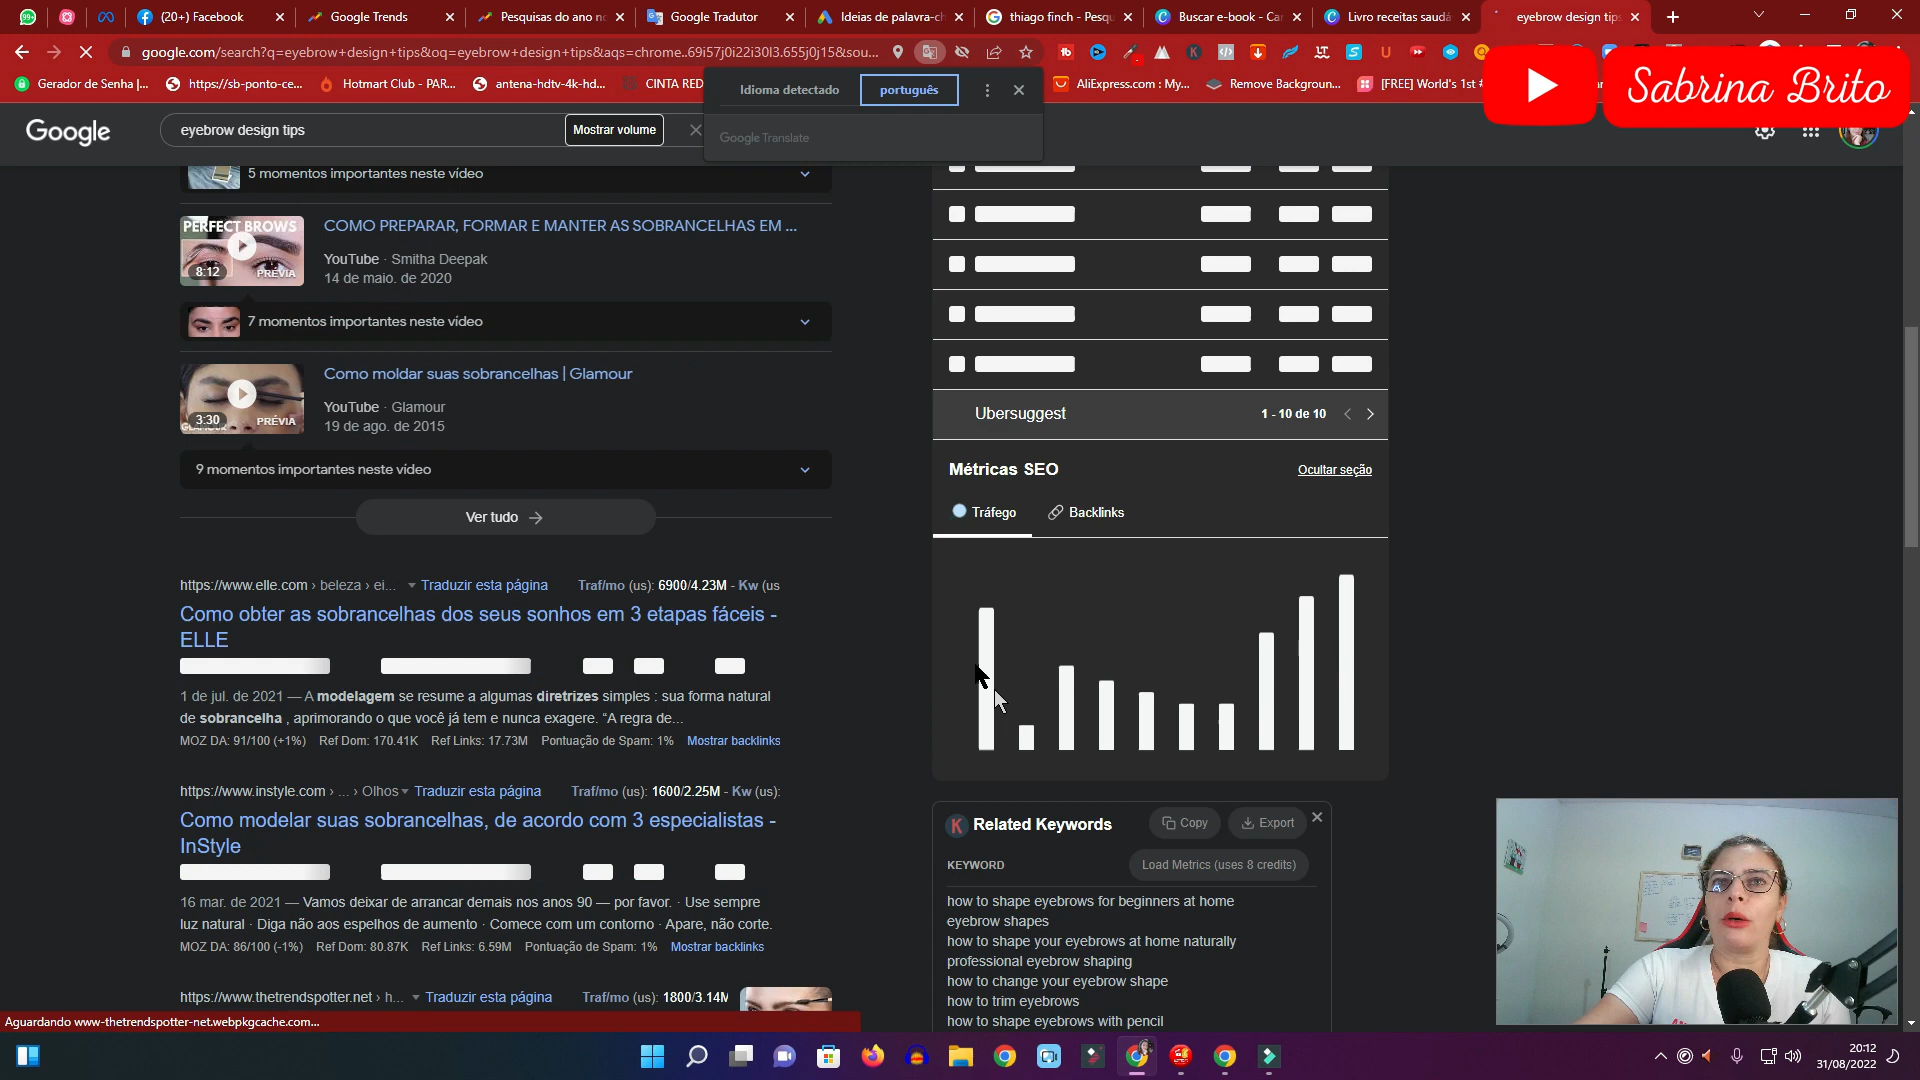 (20+) Facebook
Google Trends
Pesquisas do ano no
Google Tradutor
Ideias de palavra-ch
thiago finch - Pesqu
Buscar e-book - Ca
Livro receitas saudá
eyebrow design tips
google.com/search?q=eyebrow+design+tips&oq=eyebrow+design+tips&aqs=chrome..69i57j0i22i30l3.655j0j15&sou...
Gerador de Senha |...
https://sb-ponto-ce...
Hotmart Club - PAR...
antena-hdtv-4k-hd...
CINTA RED
AliExpress.com : My...
Remove Backgroun...
[FREE] World's 1st
Sabrina Brito
Idioma detectado
português
Google Translate
Google
eyebrow design tips
Mostrar volume
5 momentos importantes neste vídeo
PERFECT BROWS
8:12
PRÉVIA
COMO PREPARAR, FORMAR E MANTER AS SOBRANCELHAS EM ...
YouTube · Smitha Deepak
14 de maio. de 2020
7 momentos importantes neste vídeo
3:30
PRÉVIA
GLAMOUR
Como moldar suas sobrancelhas | Glamour
YouTube · Glamour
19 de ago. de 2015
9 momentos importantes neste vídeo
Ver tudo
https://www.elle.com › beleza › ei...
Traduzir esta página
Traf/mo (us): 6900/4.23M - Kw (us
Como obter as sobrancelhas dos seus sonhos em 3 etapas fáceis -
ELLE
1 de jul. de 2021 — A modelagem se resume a algumas diretrizes simples : sua forma natural
de sobrancelha , aprimorando o que você já tem e nunca exagere. “A regra de...
MOZ DA: 91/100 (+1%) Ref Dom: 170.41K Ref Links: 17.73M Pontuação de Spam: 1% Mostrar backlinks
https://www.instyle.com › ... › Olhos
Traduzir esta página
Traf/mo (us): 1600/2.25M - Kw (us):
Como modelar suas sobrancelhas, de acordo com 3 especialistas -
InStyle
16 mar. de 2021 — Vamos deixar de arrancar demais nos anos 90 — por favor. · Use sempre
luz natural · Diga não aos espelhos de aumento · Comece com um contorno · Apare, não corte.
MOZ DA: 86/100 (-1%) Ref Dom: 80.87K Ref Links: 6.59M Pontuação de Spam: 1% Mostrar backlinks
https://www.thetrendspotter.net › h...
Traduzir esta página
Traf/mo (us): 1800/3.14M
Aguardando www-thetrendspotter-net.webpkgcache.com...
Ubersuggest
1 - 10 de 10
Métricas SEO
Ocultar seção
Tráfego
Backlinks
Related Keywords
Copy
Export
KEYWORD
Load Metrics (uses 8 credits)
how to shape eyebrows for beginners at home
eyebrow shapes
how to shape your eyebrows at home naturally
professional eyebrow shaping
how to change your eyebrow shape
how to trim eyebrows
how to shape eyebrows with pencil
20:12
31/08/2022